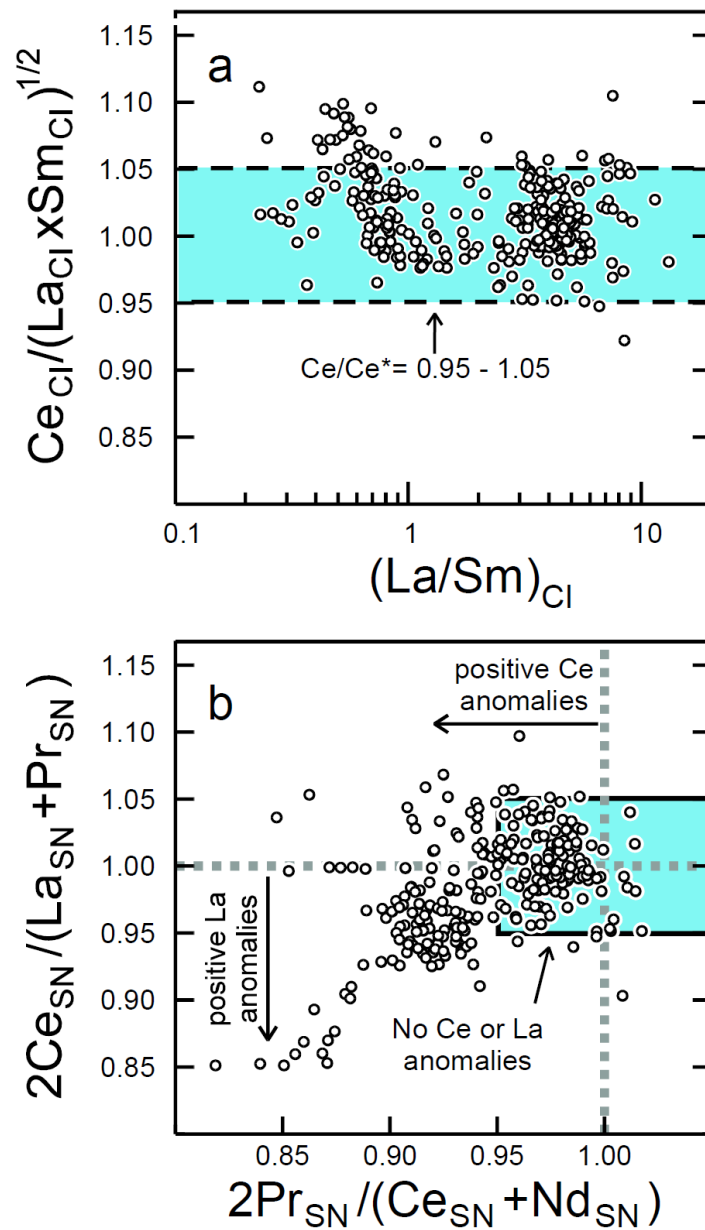 a
Ce_CI/(La_CIxSm_CI)^1/2
1.15
1.10
1.05
1.00
0.95
0.90
0.85
Ce/Ce*= 0.95 - 1.05
0.1
1
10
(La/Sm)_CI
b
2Ce_SN/(La_SN+Pr_SN)
1.15
1.10
1.05
1.00
0.95
0.90
0.85
positive Ce
anomalies
positive La
anomalies
No Ce or La
anomalies
0.85
0.90
0.95
1.00
2Pr_SN/(Ce_SN+Nd_SN)